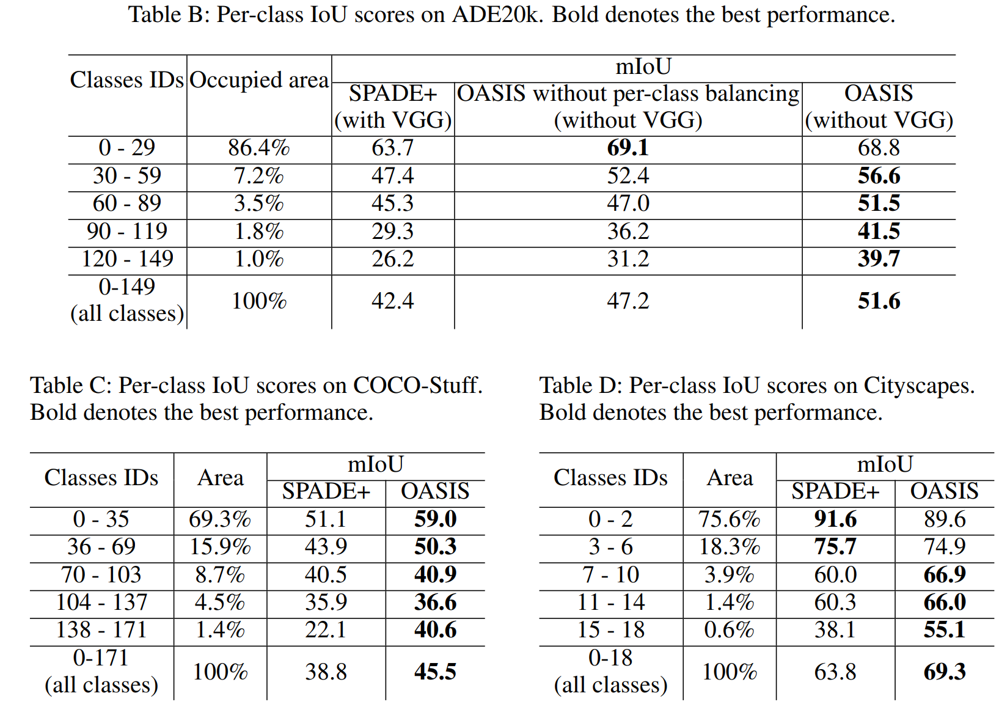 Table B: Per-class IoU scores on ADE20k. Bold denotes the best performance.
Classes IDs Occupied area mIoU
SPADE+ (with VGG) OASIS without per-class balancing (without VGG) OASIS (without VGG)
0 - 29 86.4% 63.7 69.1 68.8
30 - 59 7.2% 47.4 52.4 56.6
60 - 89 3.5% 45.3 47.0 51.5
90 - 119 1.8% 29.3 36.2 41.5
120 - 149 1.0% 26.2 31.2 39.7
0-149 (all classes) 100% 42.4 47.2 51.6
Table C: Per-class IoU scores on COCO-Stuff.
Bold denotes the best performance.
Classes IDs Area mIoU
SPADE+ OASIS
0 - 35 69.3% 51.1 59.0
36 - 69 15.9% 43.9 50.3
70 - 103 8.7% 40.5 40.9
104 - 137 4.5% 35.9 36.6
138 - 171 1.4% 22.1 40.6
0-171 (all classes) 100% 38.8 45.5
Table D: Per-class IoU scores on Cityscapes.
Bold denotes the best performance.
Classes IDs Area mIoU
SPADE+ OASIS
0 - 2 75.6% 91.6 89.6
3 - 6 18.3% 75.7 74.9
7 - 10 3.9% 60.0 66.9
11 - 14 1.4% 60.3 66.0
15 - 18 0.6% 38.1 55.1
0-18 (all classes) 100% 63.8 69.3